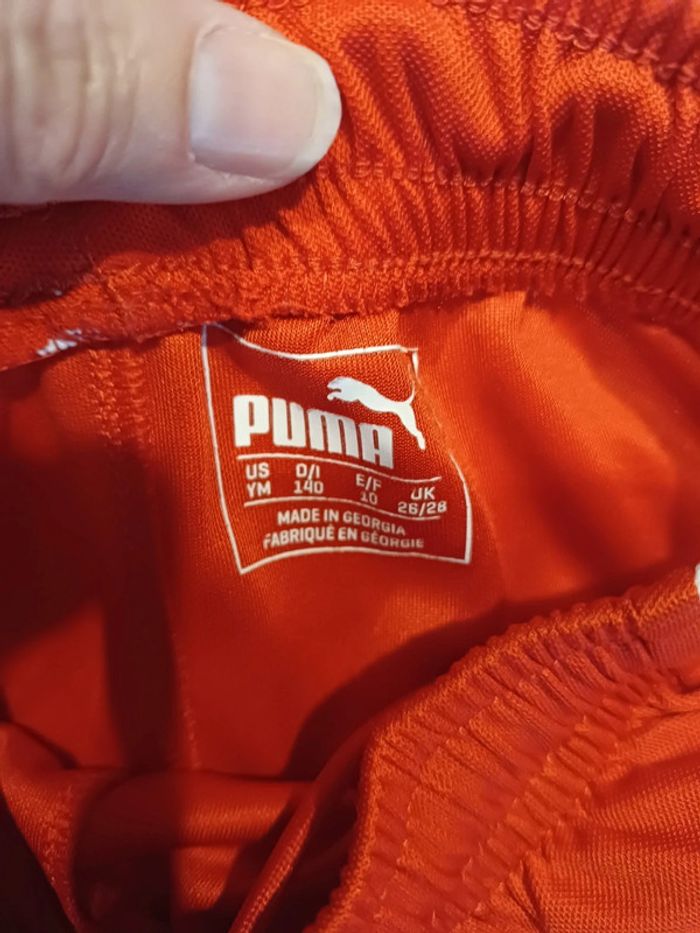 PUMA
US D/I E/F UK
YM 140 10 26/28
MADE IN GEORGIA
FABRIQUÉ EN GÉORGIE